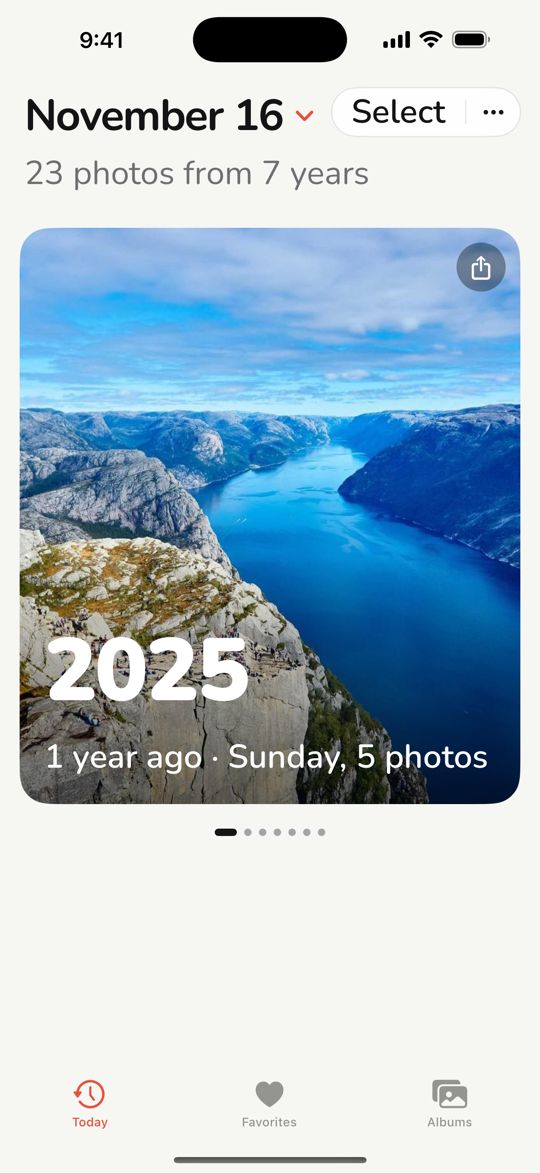 9:41
November 16
Select
23 photos from 7 years
2025
1 year ago · Sunday, 5 photos
Today
Favorites
Albums